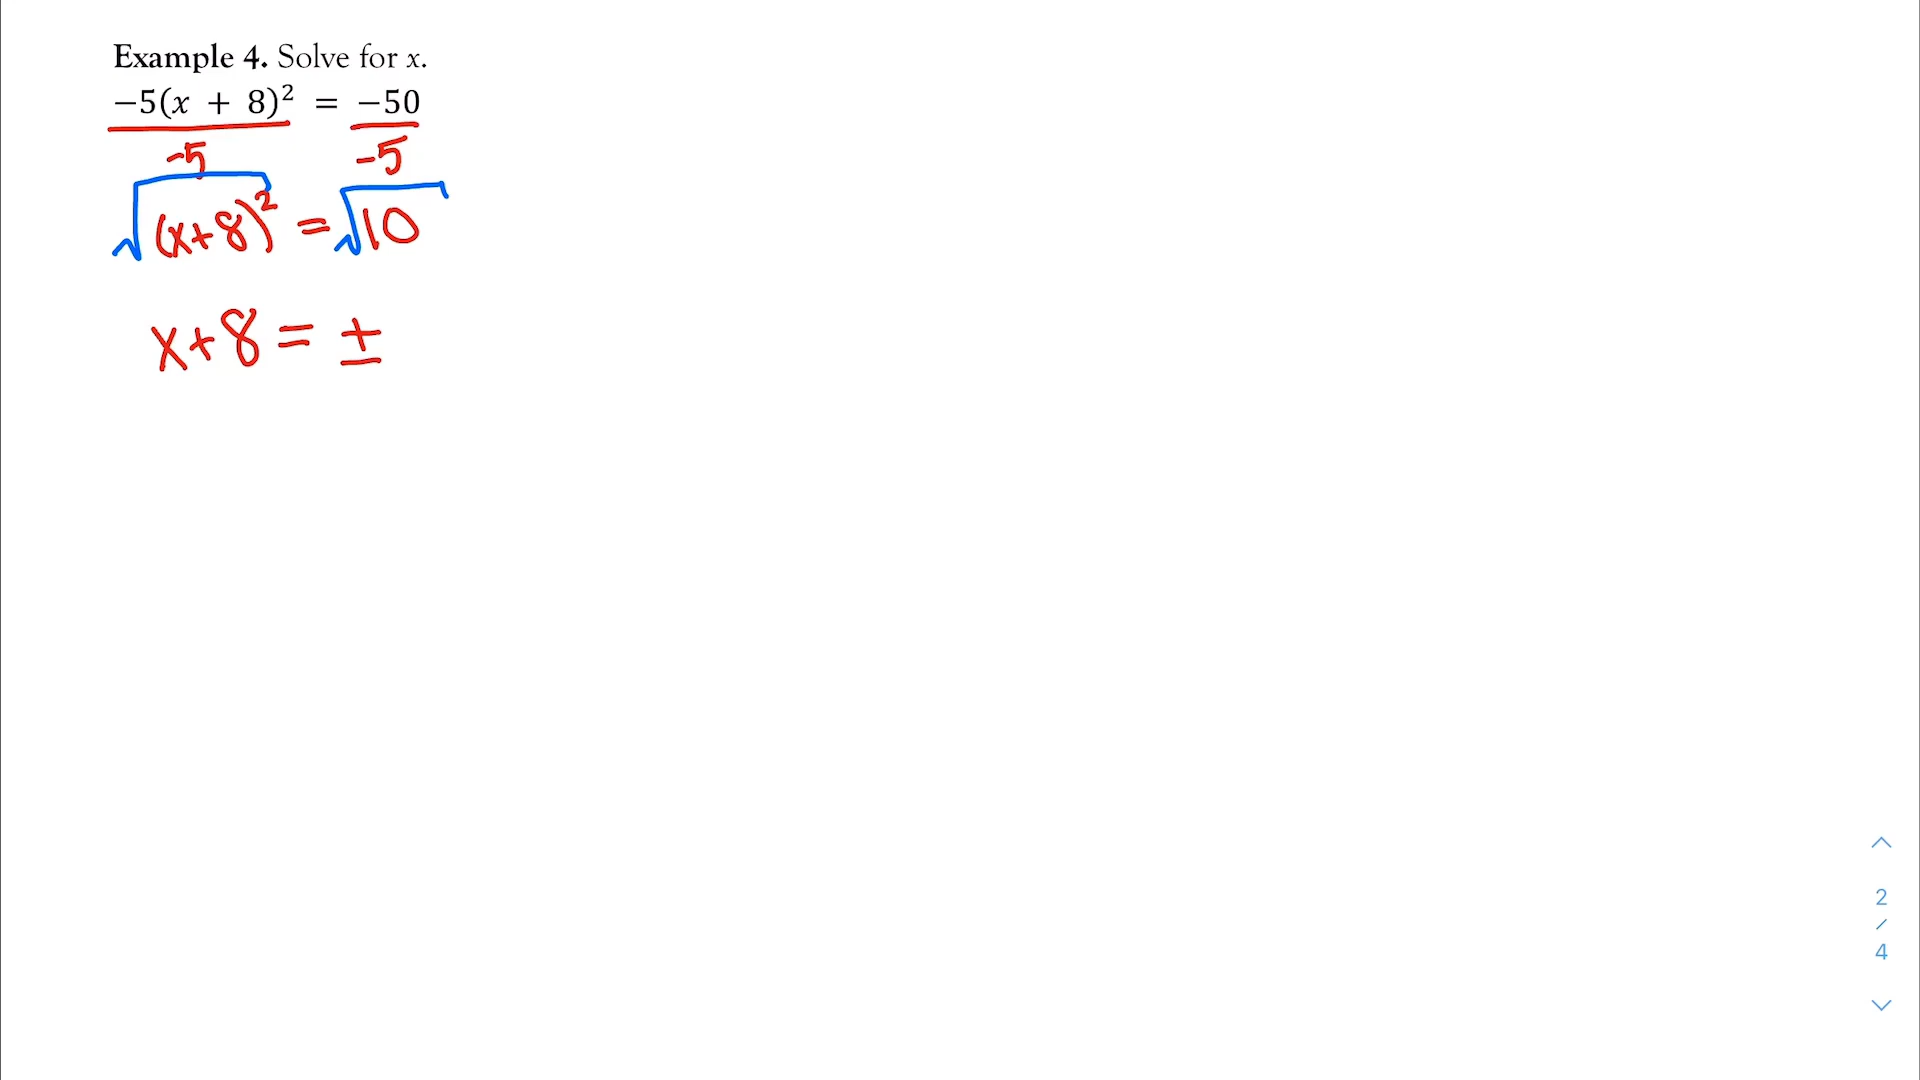 Example 4. Solve for x.
−5(x + 8)² = −50
-5 -5
√(x+8)² = √10
x+8 = ±
2
/
4